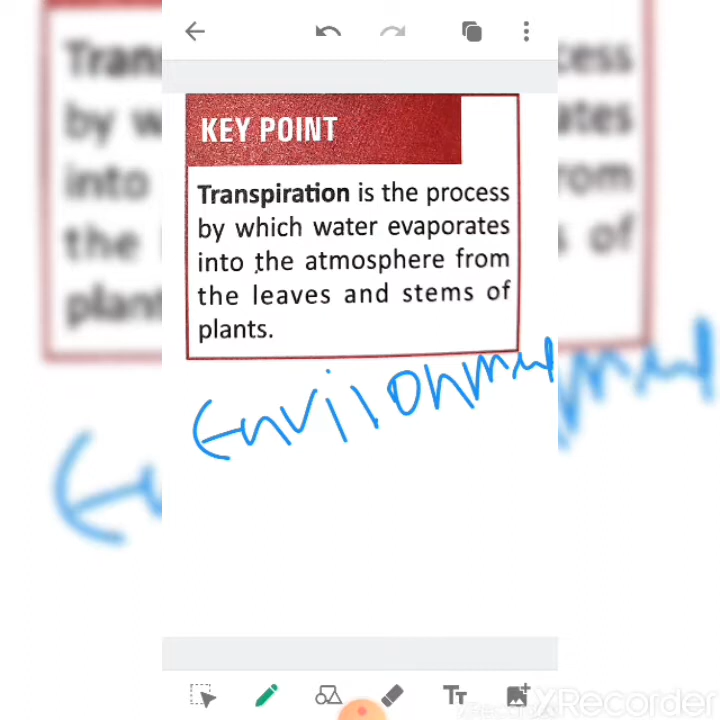 KEY POINT
Transpiration is the process
by which water evaporates
into the atmosphere from
the leaves and stems of
plants.
XRecorder